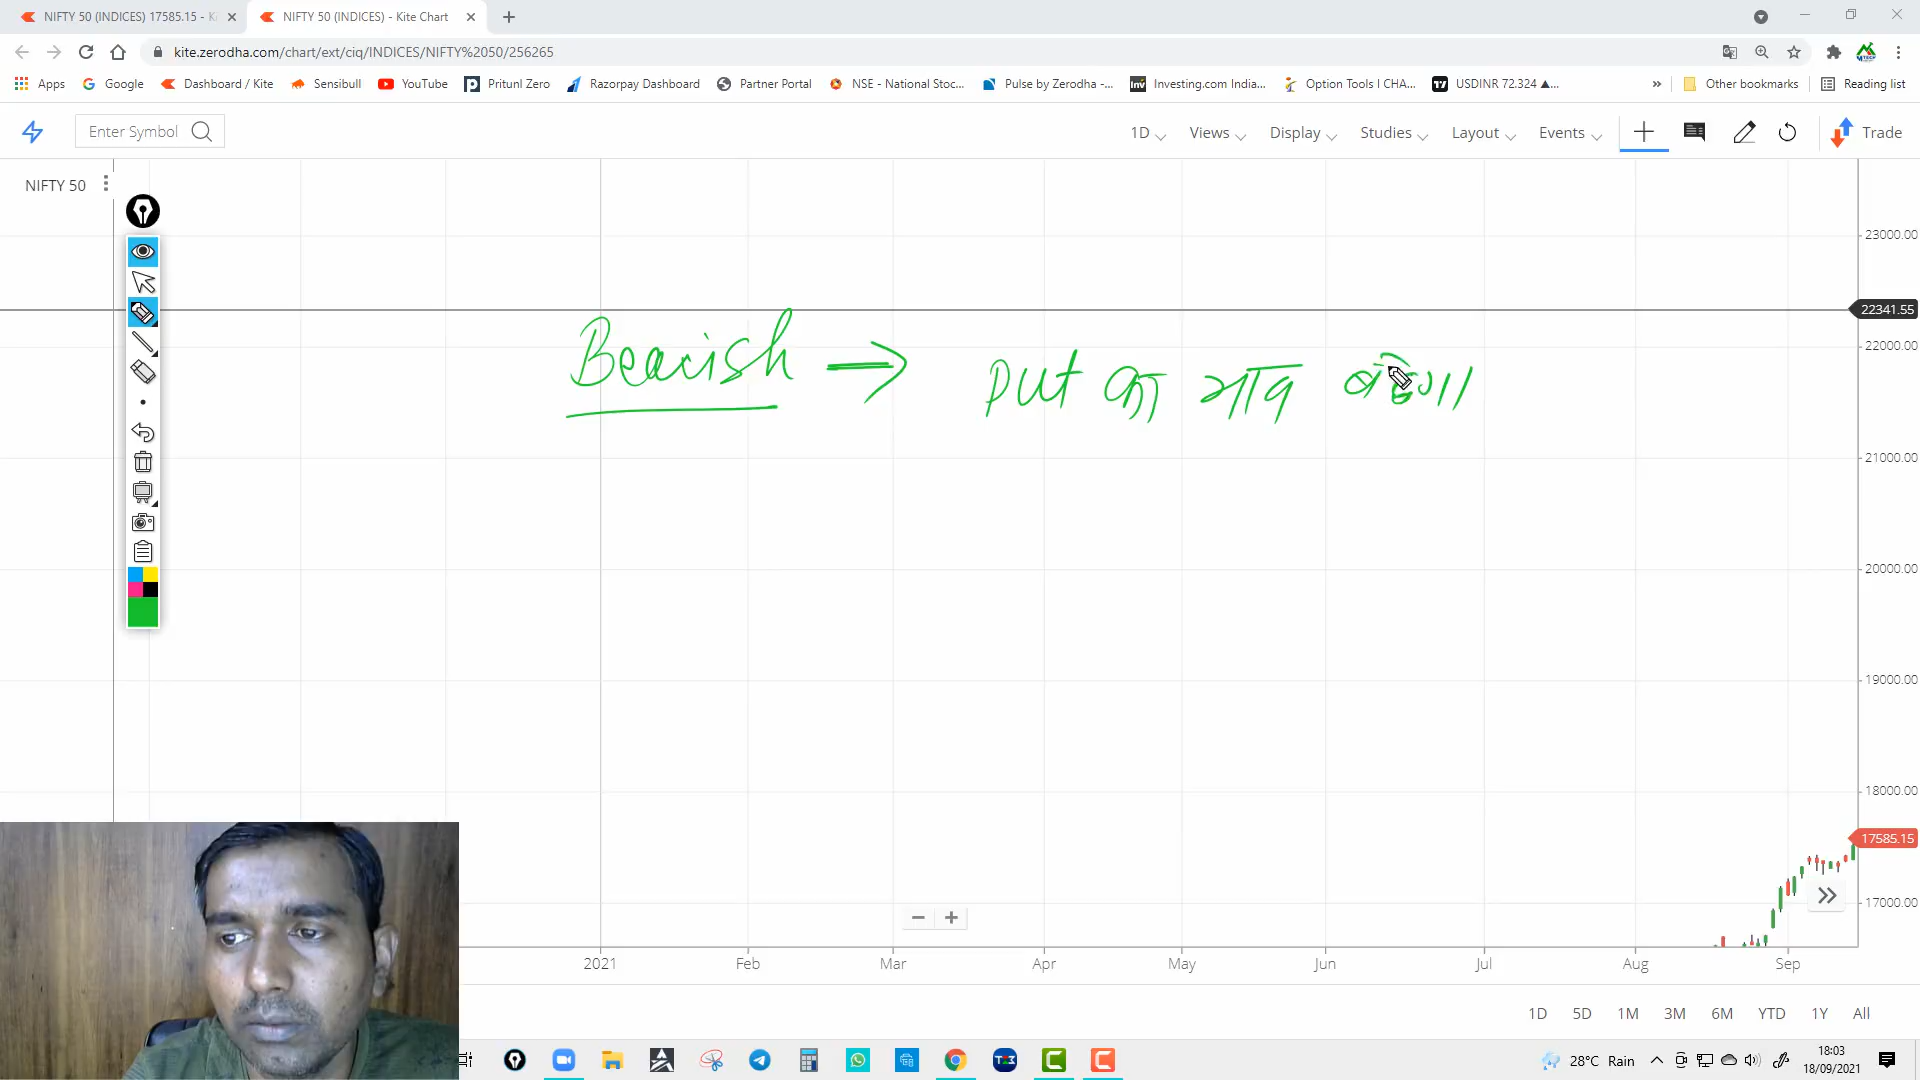 NIFTY 50 (INDICES) 17585.15 - Ki
NIFTY 50 (INDICES) - Kite Chart
kite.zerodha.com/chart/ext/ciq/INDICES/NIFTY%2050/256265
Apps Google Dashboard / Kite Sensibull YouTube Pritunl Zero Razorpay Dashboard Partner Portal NSE - National Stoc... Pulse by Zerodha -... Investing.com India... Option Tools I CHA... USDINR 72.324 ▲... » Other bookmarks Reading list
Enter Symbol 1D Views Display Studies Layout Events Trade
NIFTY 50
23000.00
22341.55
22000.00
Bearish ⇒ Put का भाव
21000.00
20000.00
19000.00
18000.00
17585.15
17000.00
2021 Feb Mar Apr May Jun Jul Aug Sep
1D 5D 1M 3M 6M YTD 1Y All
28°C Rain 18:03
18/09/2021